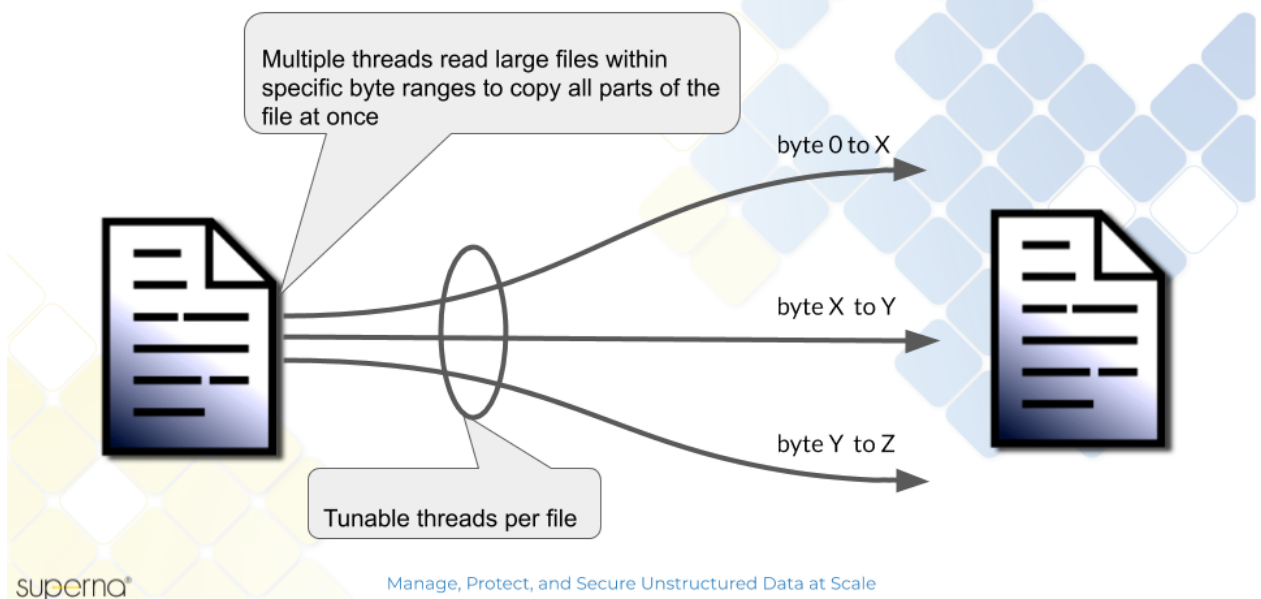 Multiple threads read large files within
specific byte ranges to copy all parts of the
file at once
byte 0 to X
byte X to Y
byte Y to Z
Tunable threads per file
superna®
Manage, Protect, and Secure Unstructured Data at Scale